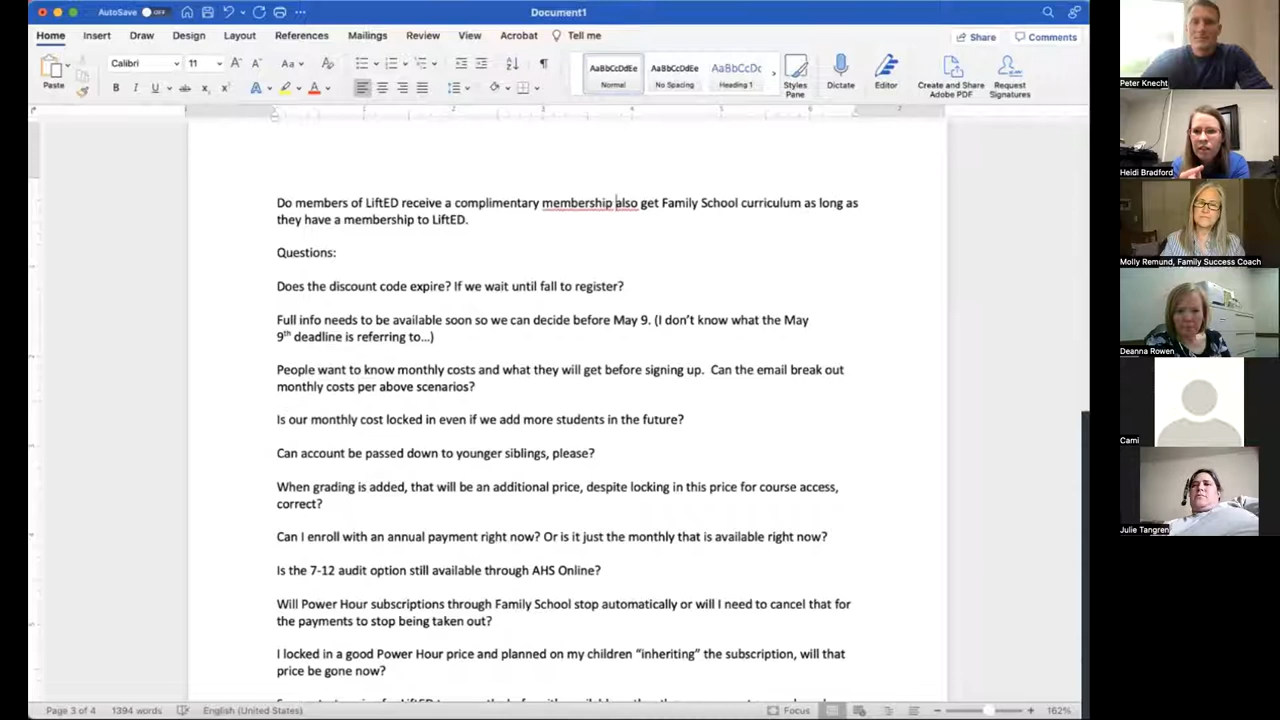 AutoSave OFF Document1
Home Insert Draw Design Layout References Mailings Review View Acrobat Tell me Share Comments
Paste Calibri 11 AaBbCcDdEe Normal AaBbCcDdEe No Spacing AaBbCcDc Heading 1 Styles Pane Dictate Editor Create and Share Adobe PDF Request Signatures
Do members of LiftED receive a complimentary membership also get Family School curriculum as long as
they have a membership to LiftED.
Questions:
Does the discount code expire? If we wait until fall to register?
Full info needs to be available soon so we can decide before May 9. (I don’t know what the May
9th deadline is referring to...)
People want to know monthly costs and what they will get before signing up. Can the email break out
monthly costs per above scenarios?
Is our monthly cost locked in even if we add more students in the future?
Can account be passed down to younger siblings, please?
When grading is added, that will be an additional price, despite locking in this price for course access,
correct?
Can I enroll with an annual payment right now? Or is it just the monthly that is available right now?
Is the 7-12 audit option still available through AHS Online?
Will Power Hour subscriptions through Family School stop automatically or will I need to cancel that for
the payments to stop being taken out?
I locked in a good Power Hour price and planned on my children “inheriting” the subscription, will that
price be gone now?
Page 3 of 4 1394 words English (United States) Focus 162%
Peter Knecht
Heidi Bradford
Molly Remund, Family Success Coach
Deanna Rowen
Cami
Julie Tangren